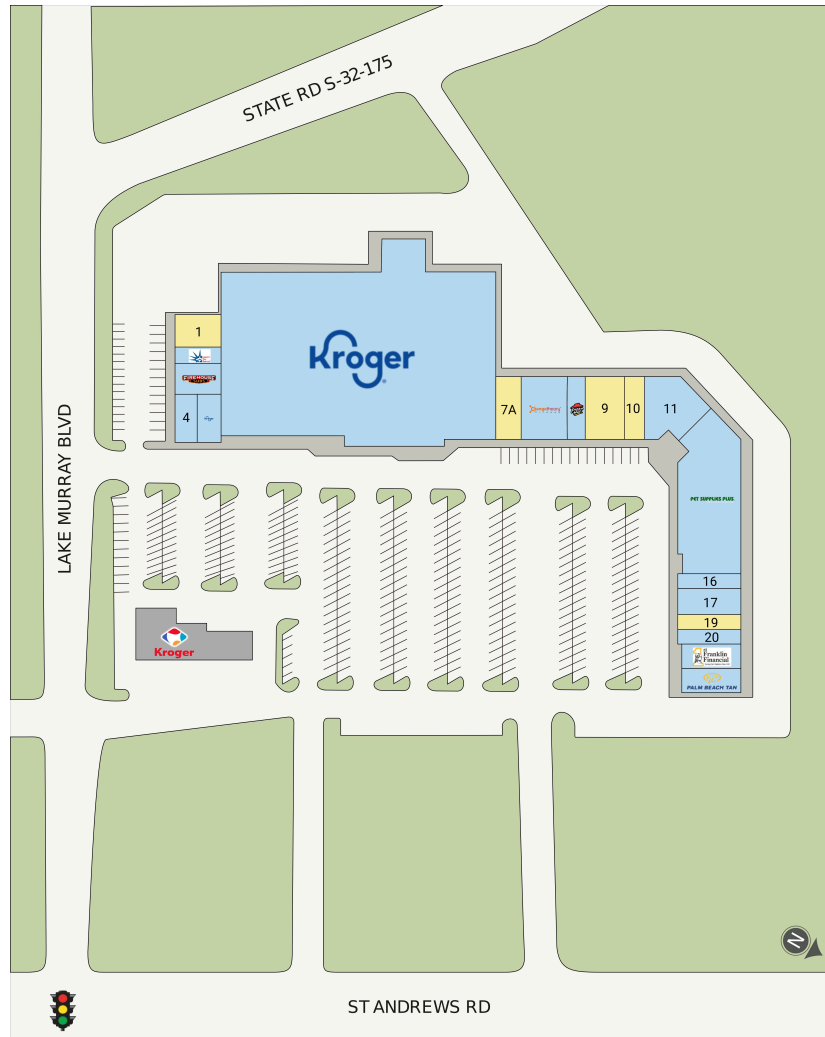 STATE RD S-32-175
LAKE MURRAY BLVD
1
FIREHOUSE
4
Kroger
7A
9
10
11
PET SUPPLIES PLUS
16
17
19
20
Franklin
Financial
PALM BEACH TAN
Kroger
N
ST ANDREWS RD